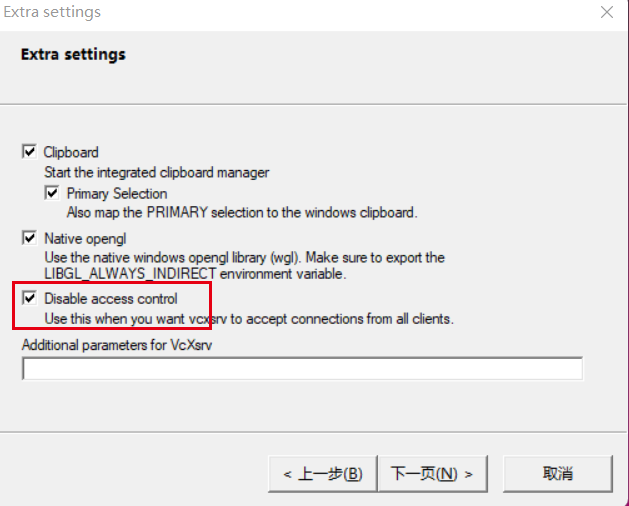 Extra settings
Extra settings
Clipboard
Start the integrated clipboard manager
Primary Selection
Also map the PRIMARY selection to the windows clipboard.
Native opengl
Use the native windows opengl library (wgl). Make sure to export the
LIBGL_ALWAYS_INDIRECT environment variable.
Disable access control
Use this when you want vcxsrv to accept connections from all clients.
Additional parameters for VcXsrv
< 上一步(B) 下一页(N) > 取消